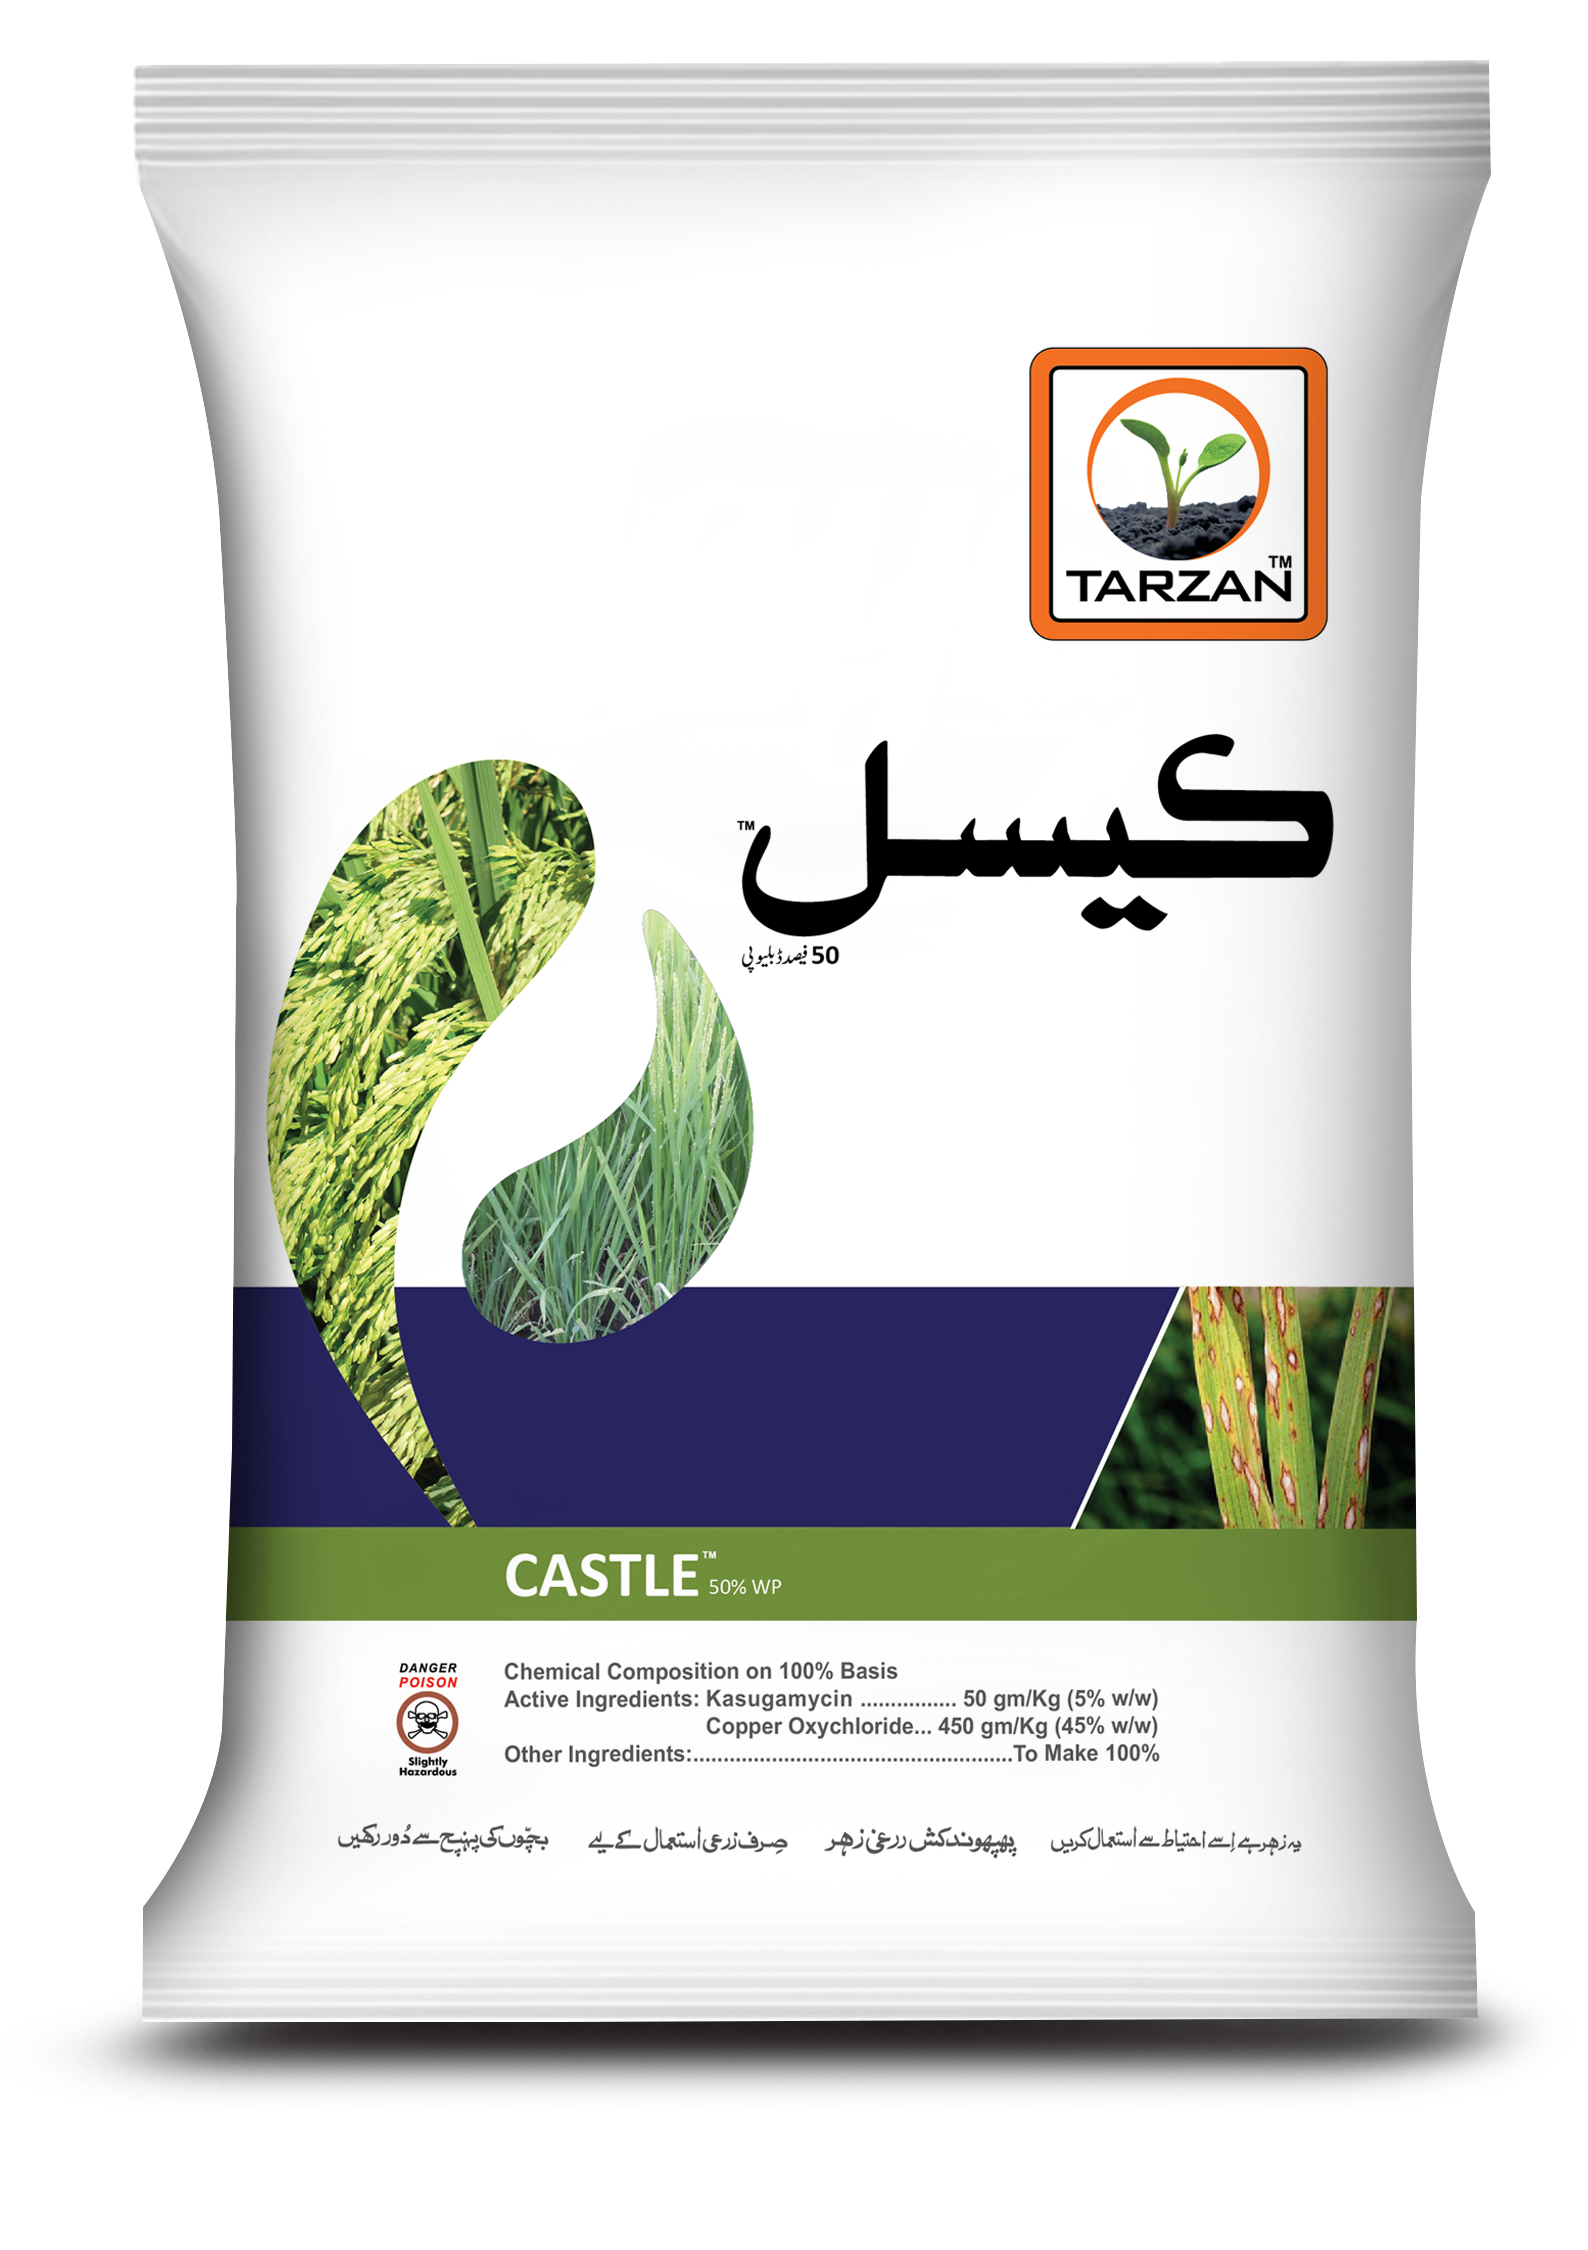 TARZAN™
کیسل™
50 فیصد ڈبلیو پی
CASTLE™ 50% WP
DANGER
POISON
Slightly
Hazardous
Chemical Composition on 100% Basis
Active Ingredients: Kasugamycin ................ 50 gm/Kg (5% w/w)
Copper Oxychloride... 450 gm/Kg (45% w/w)
Other Ingredients:.....................................................To Make 100%
یہ زہر ہے اِسے احتیاط سے استعمال کریں پھپھوندکش زرعی زہر صِرف زرعی استعمال کے لیے بچّوں کی پہنچ سے دُور رکھیں